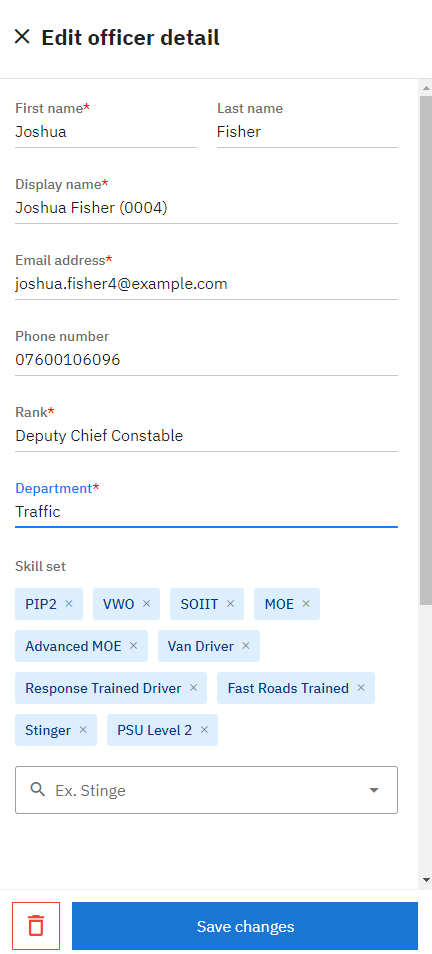 Edit officer detail
First name* Last name
Joshua Fisher
Display name*
Joshua Fisher (0004)
Email address*
joshua.fisher4@example.com
Phone number
07600106096
Rank*
Deputy Chief Constable
Department*
Traffic
Skill set
PIP2 × VWO × SOIIT × MOE ×
Advanced MOE × Van Driver ×
Response Trained Driver × Fast Roads Trained ×
Stinger × PSU Level 2 ×
Ex. Stinge
Save changes